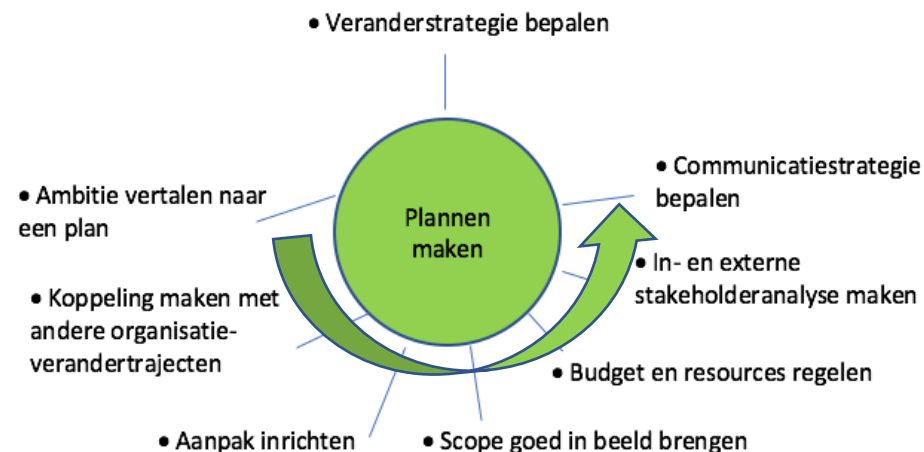 • Veranderstrategie bepalen
• Communicatiestrategie
bepalen
• Ambitie vertalen naar
een plan
Plannen
maken
• In- en externe
stakeholderanalyse maken
• Koppeling maken met
andere organisatie-
verandertrajecten
• Budget en resources regelen
• Aanpak inrichten
• Scope goed in beeld brengen